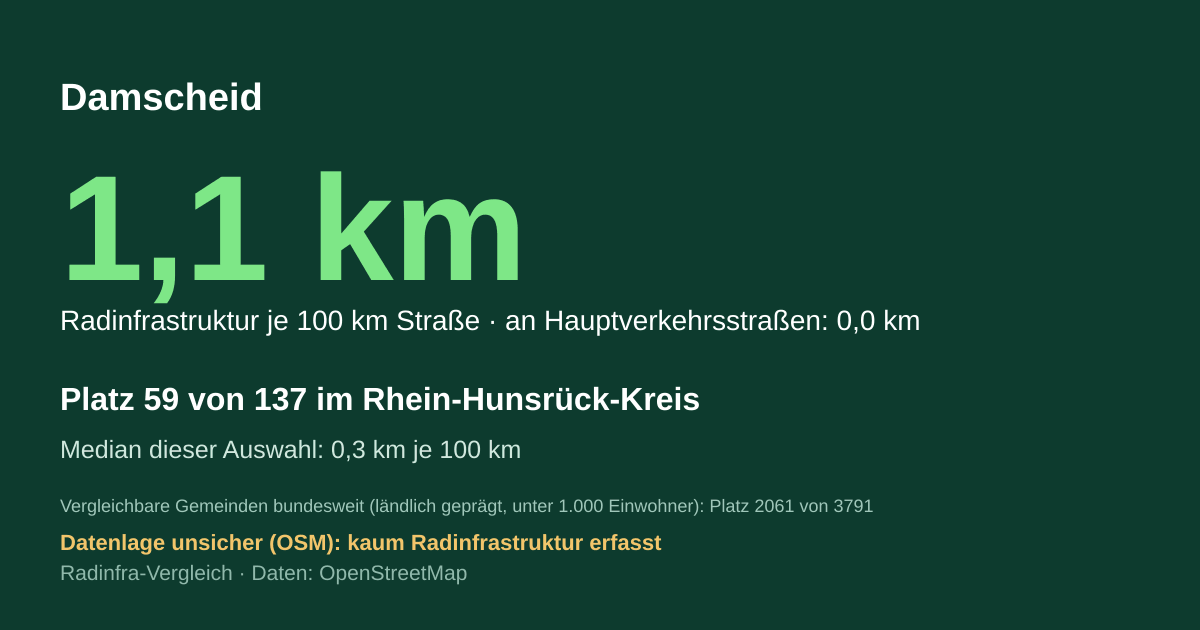 Damscheid
1,1 km
Radinfrastruktur je 100 km Straße · an Hauptverkehrsstraßen: 0,0 km
Platz 59 von 137 im Rhein-Hunsrück-Kreis
Median dieser Auswahl: 0,3 km je 100 km
Vergleichbare Gemeinden bundesweit (ländlich geprägt, unter 1.000 Einwohner): Platz 2061 von 3791
Datenlage unsicher (OSM): kaum Radinfrastruktur erfasst
Radinfra-Vergleich · Daten: OpenStreetMap